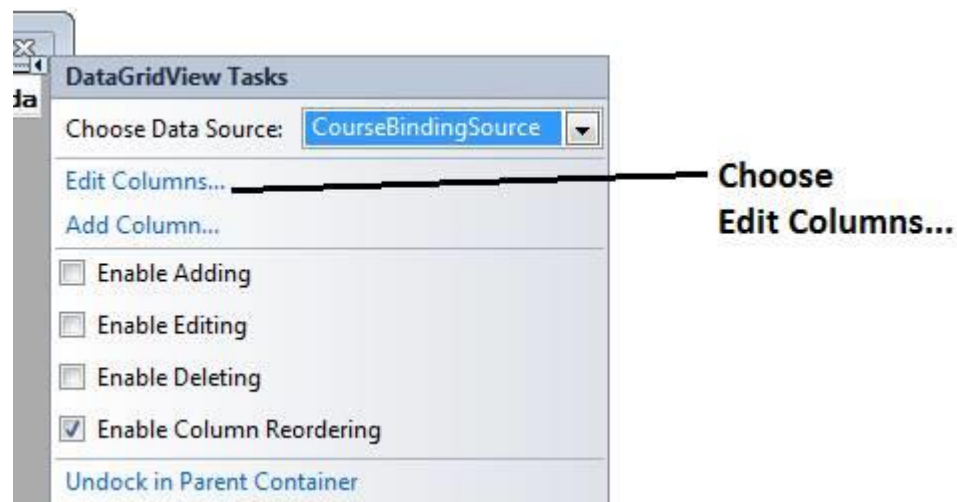 da
DataGridView Tasks
Choose Data Source: CourseBindingSource
Edit Columns...
Add Column...
Choose
Edit Columns...
Enable Adding
Enable Editing
Enable Deleting
Enable Column Reordering
Undock in Parent Container